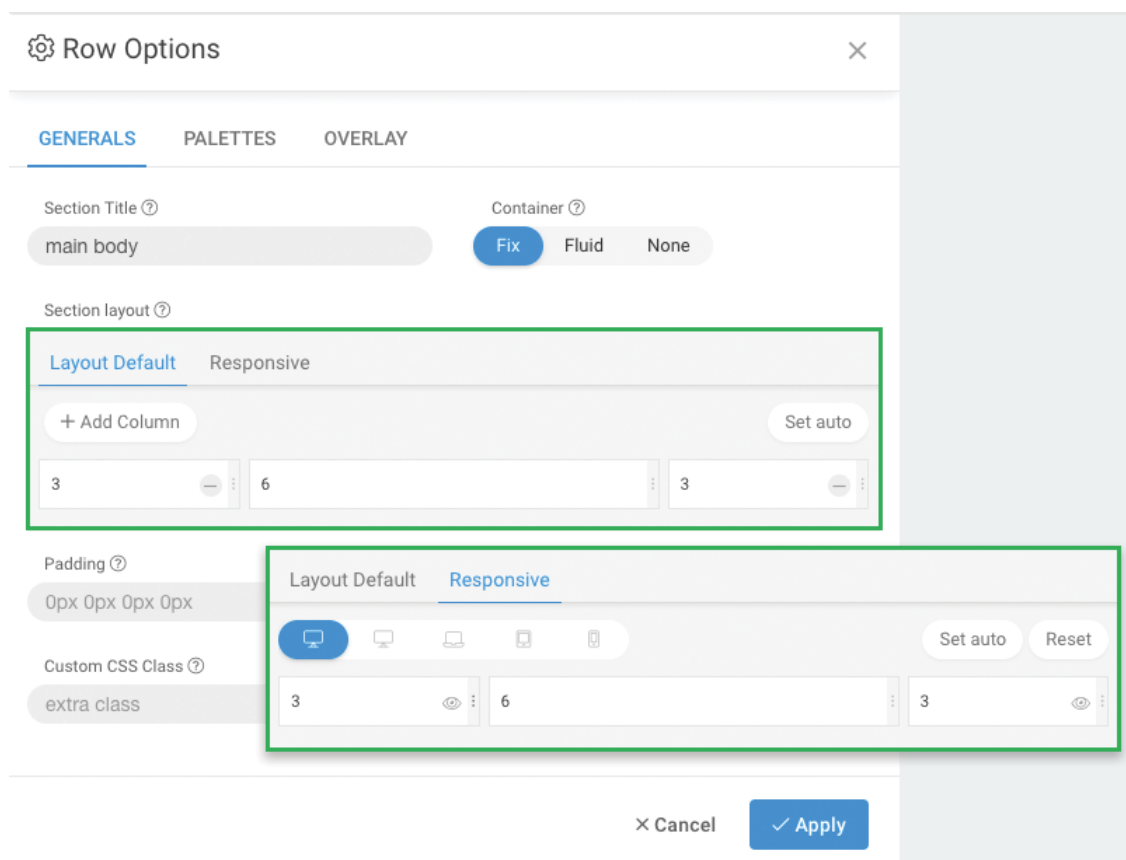 Row Options
GENERALS PALETTES OVERLAY
Section Title
Container
main body
Fix Fluid None
Section layout
Layout Default Responsive
+ Add Column
Set auto
3 6 3
Padding
0px 0px 0px 0px
Custom CSS Class
extra class
Layout Default Responsive
Set auto Reset
3 6 3
Cancel Apply